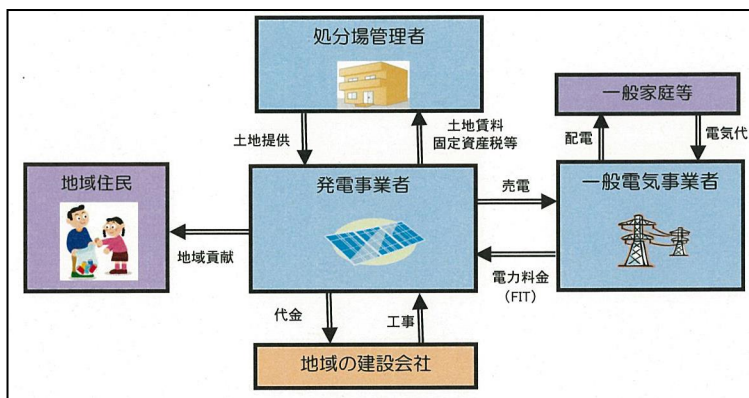 処分場管理者
一般家庭等
土地提供
土地賃料
固定資産税等
配電
電気代
地域住民
発電事業者
売電
一般電気事業者
地域貢献
電力料金
(FIT)
代金
工事
地域の建設会社